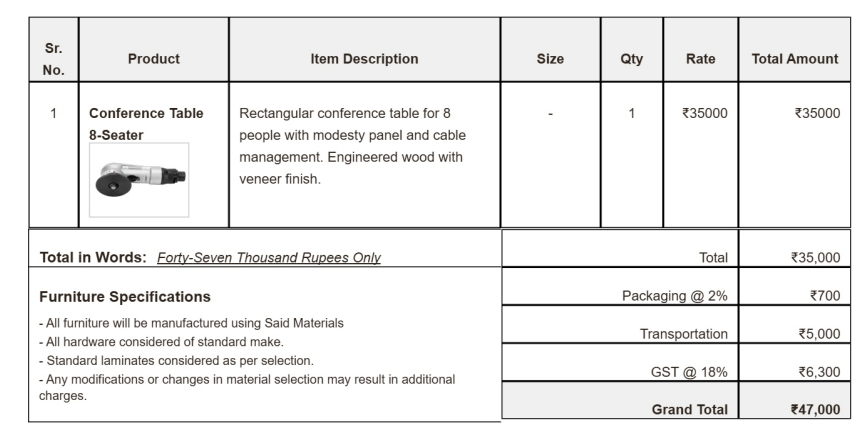 Sr. No. Product Item Description Size Qty Rate Total Amount
1 Conference Table Rectangular conference table for 8 - 1 ₹35000 ₹35000
8-Seater people with modesty panel and cable
management. Engineered wood with
veneer finish.
Total in Words: Forty-Seven Thousand Rupees Only Total ₹35,000
Furniture Specifications Packaging @ 2% ₹700
- All furniture will be manufactured using Said Materials Transportation ₹5,000
- All hardware considered of standard make.
- Standard laminates considered as per selection. GST @ 18% ₹6,300
- Any modifications or changes in material selection may result in additional
charges. Grand Total ₹47,000